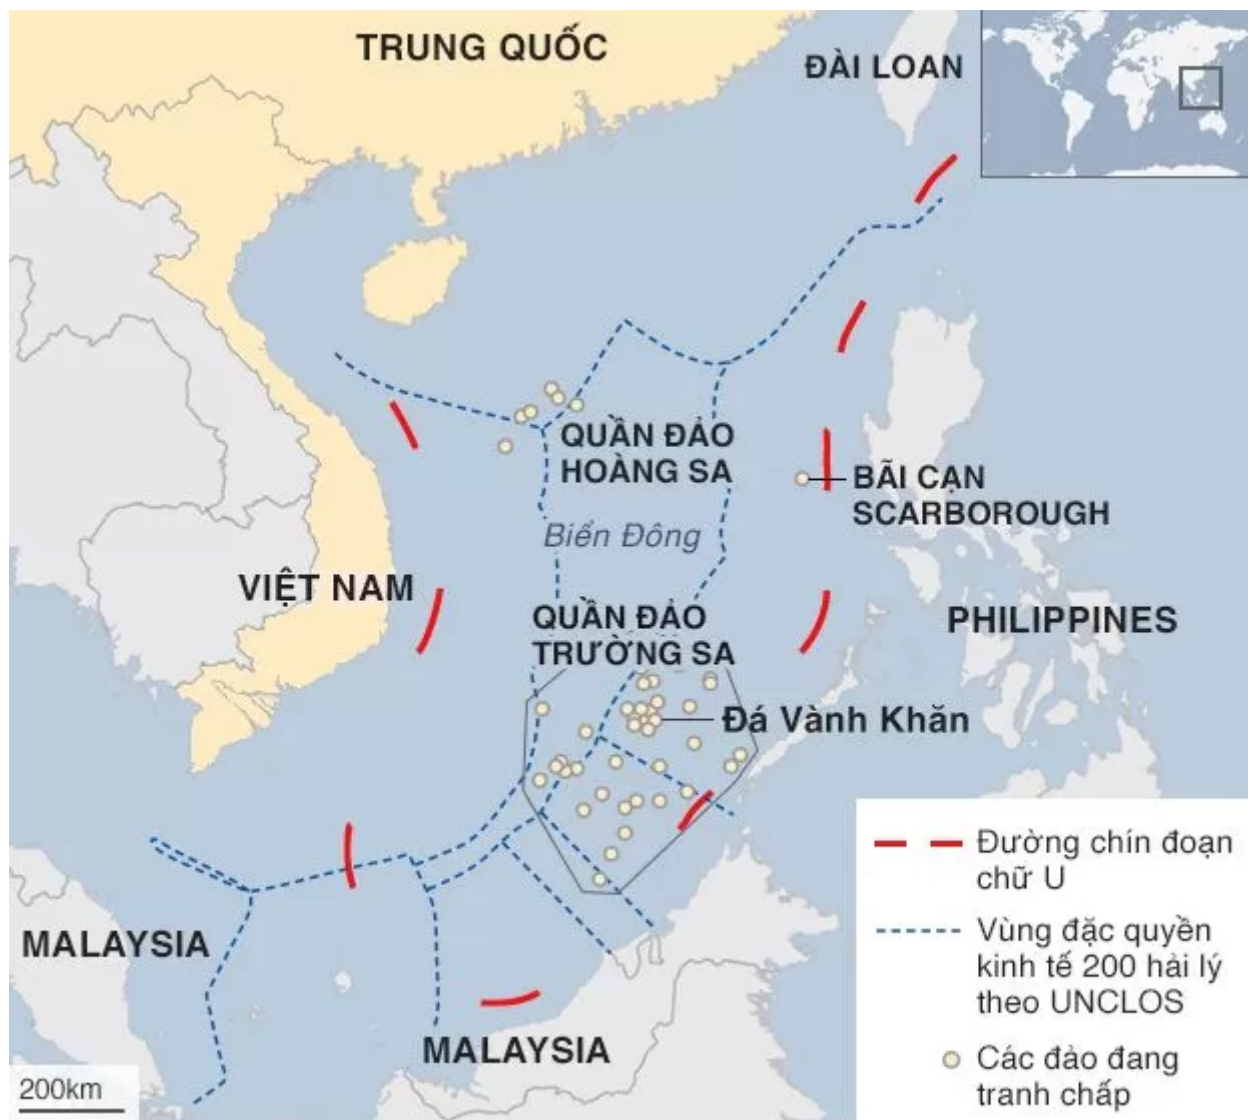 TRUNG QUỐC
ĐÀI LOAN
QUẦN ĐẢO
HOÀNG SA
BÃI CẠN
SCARBOROUGH
Biển Đông
VIỆT NAM
QUẦN ĐẢO
TRƯỜNG SA
PHILIPPINES
Đá Vành Khăn
MALAYSIA
MALAYSIA
200km
Đường chín đoạn
chữ U
Vùng đặc quyền
kinh tế 200 hải lý
theo UNCLOS
Các đảo đang
tranh chấp